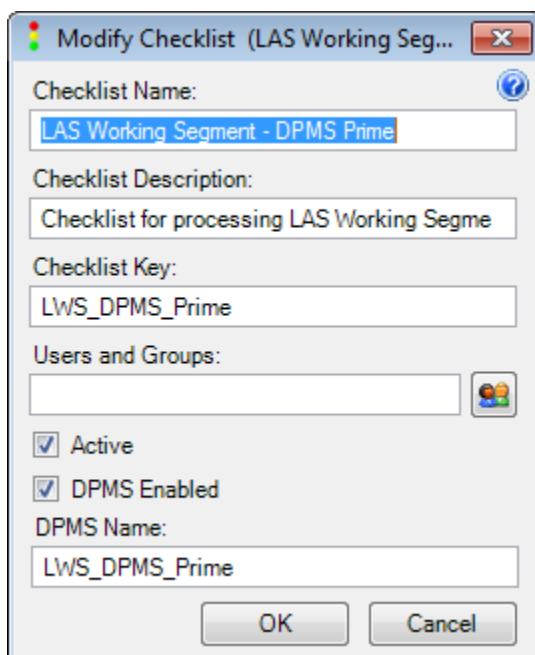 Modify Checklist (LAS Working Seg...
Checklist Name:
LAS Working Segment - DPMS Prime
Checklist Description:
Checklist for processing LAS Working Segme
Checklist Key:
LWS_DPMS_Prime
Users and Groups:
Active
DPMS Enabled
DPMS Name:
LWS_DPMS_Prime
OK Cancel